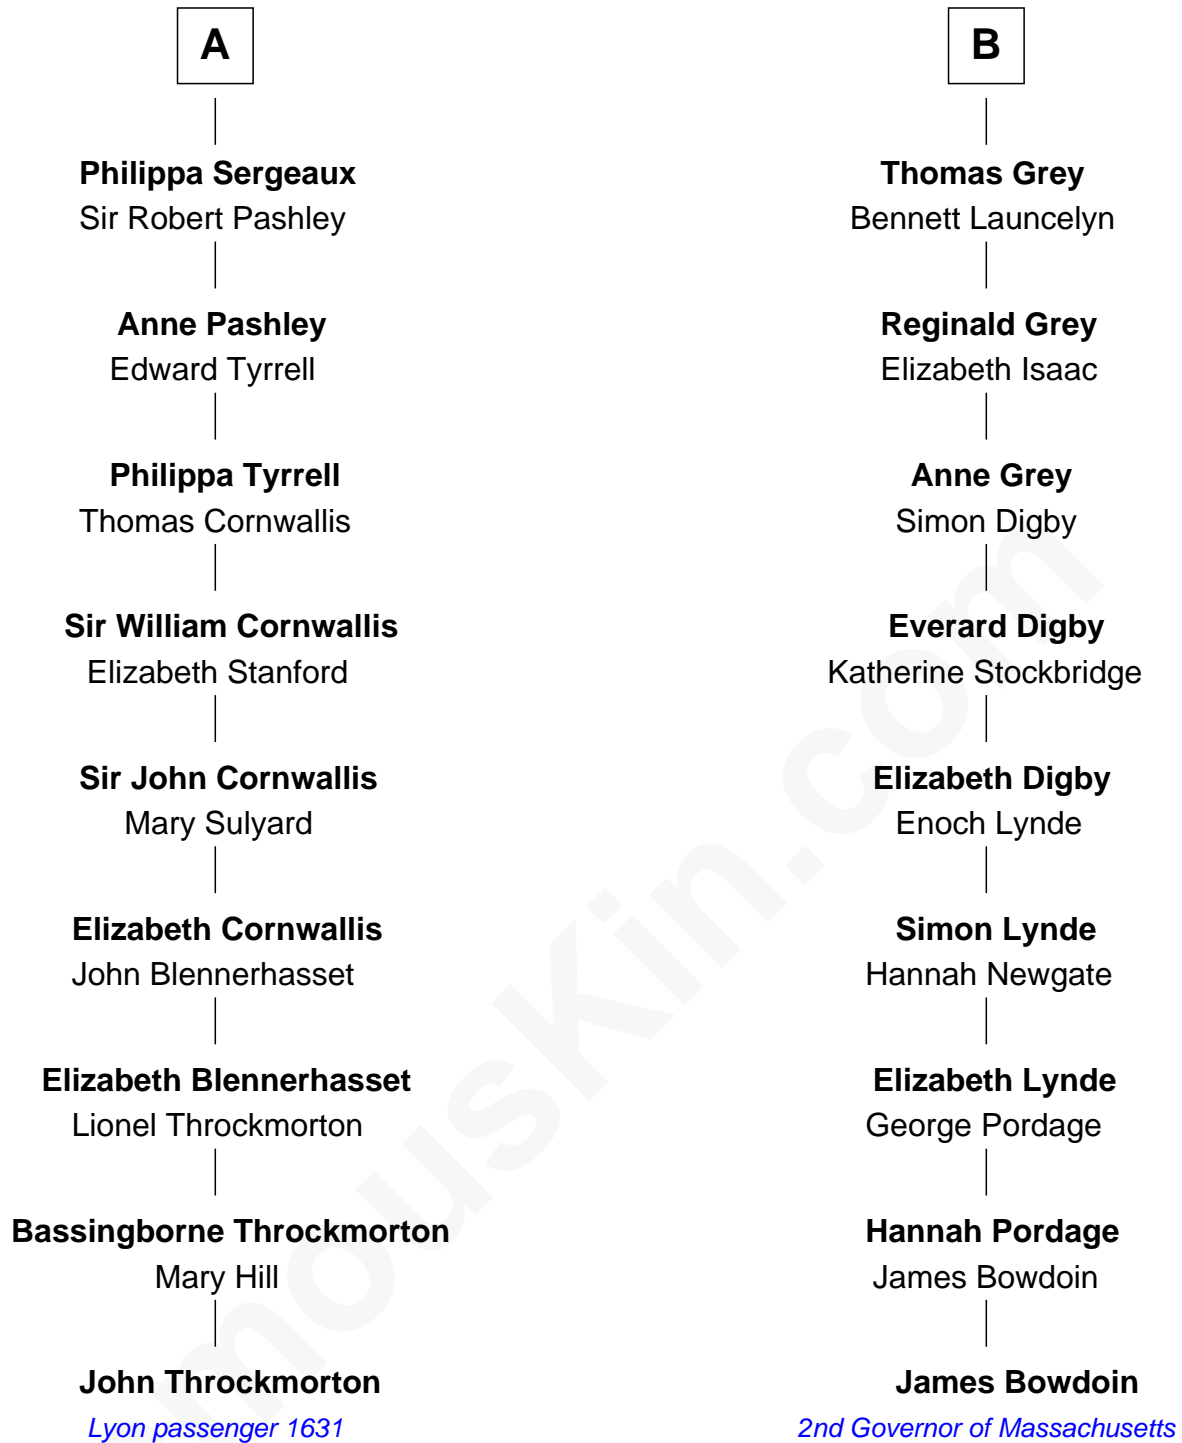 A
Philippa Sergeaux
Sir Robert Pashley
Anne Pashley
Edward Tyrrell
Philippa Tyrrell
Thomas Cornwallis
Sir William Cornwallis
Elizabeth Stanford
Sir John Cornwallis
Mary Sulyard
Elizabeth Cornwallis
John Blennerhasset
Elizabeth Blennerhasset
Lionel Throckmorton
Bassingborne Throckmorton
Mary Hill
John Throckmorton
Lyon passenger 1631
B
Thomas Grey
Bennett Launcelyn
Reginald Grey
Elizabeth Isaac
Anne Grey
Simon Digby
Everard Digby
Katherine Stockbridge
Elizabeth Digby
Enoch Lynde
Simon Lynde
Hannah Newgate
Elizabeth Lynde
George Pordage
Hannah Pordage
James Bowdoin
James Bowdoin
2nd Governor of Massachusetts
mouskin.com